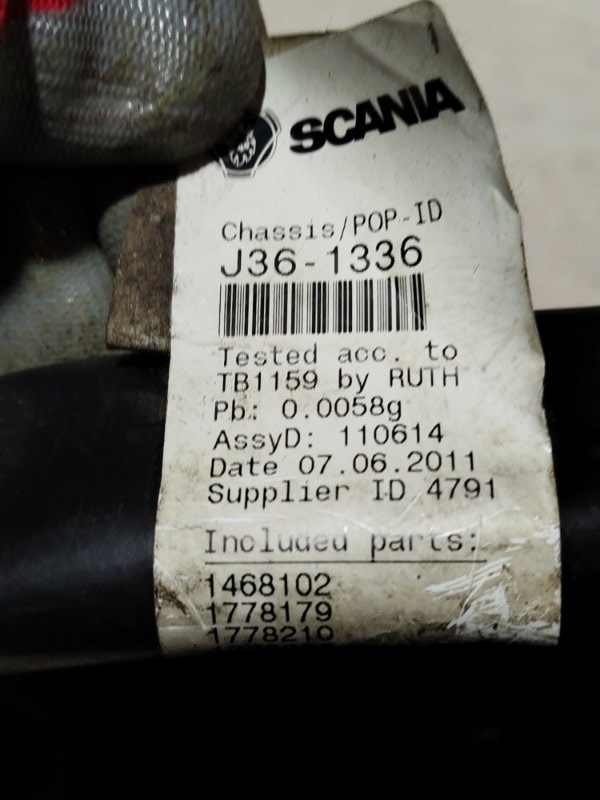 SCANIA
Chassis/POP-ID
J36-1336
Tested acc. to
TB1159 by RUTH
Pb: 0.0058g
AssyD: 110614
Date 07.06.2011
Supplier ID 4791
Included parts:
1468102
1778179
1778210